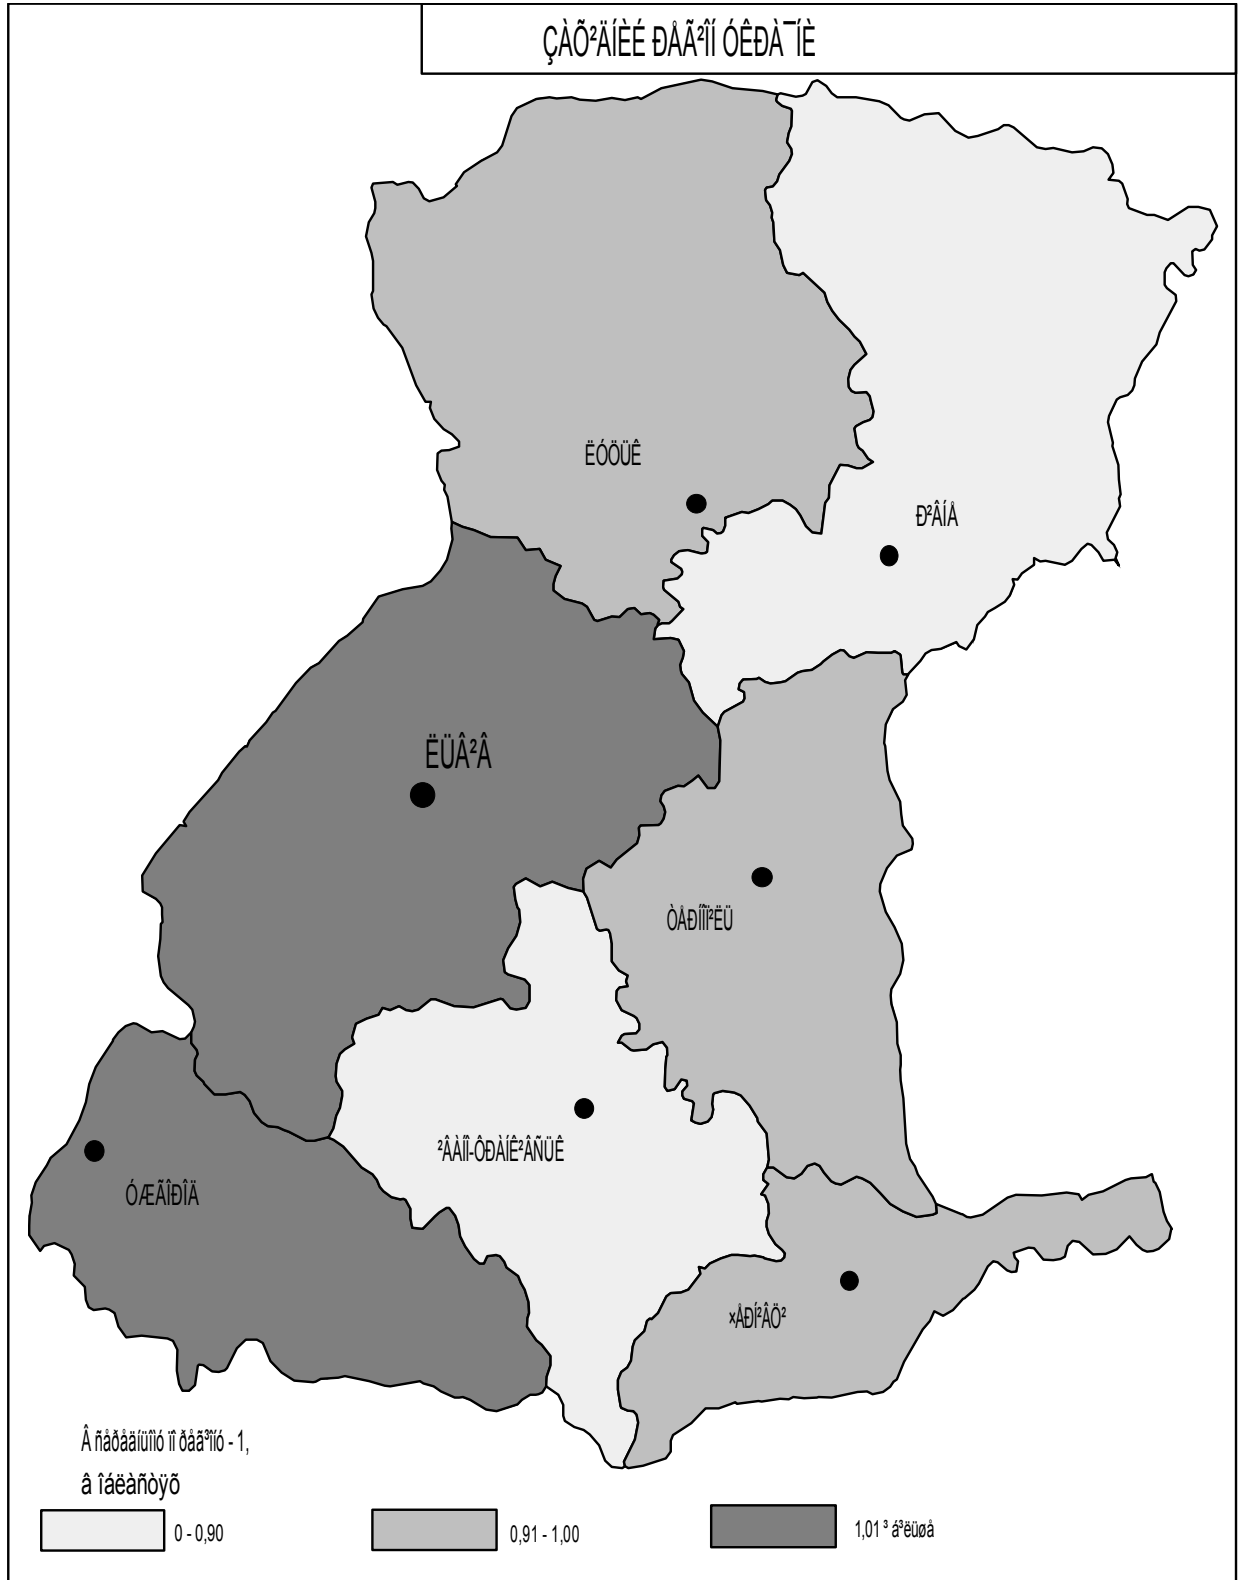 ÇÀÕ²ÄÍÈÉ ÐÅÃ²ÎÍ ÓÊÐÀ¯ÍÈ
ËÓÖÜÊ
Ð²ÂÍÅ
ËÜÂ²Â
ÒÅÐÍÎÏ²ËÜ
²ÂÀÍÎ-ÔÐÀÍÊ²ÂÑÜÊ
ÓÆÃÎÐÎÄ
×ÅÐÍ²ÂÖ²
Â ñåðåäíüîìó ïî ðåã³îíó - 1,
â îáëàñòÿõ
0 - 0,90
0,91 - 1,00
1,01 ³ á³ëüøå